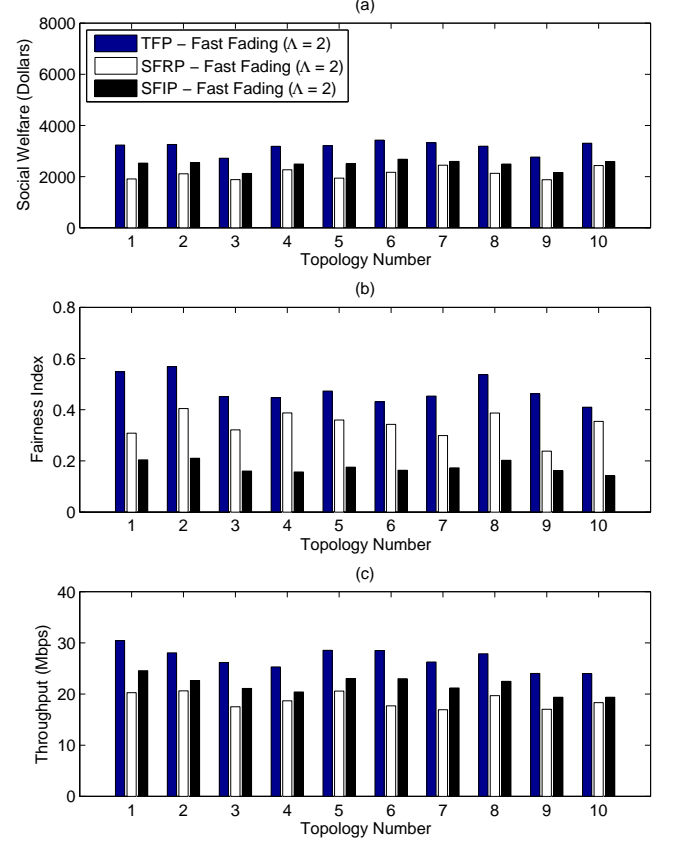 (a)
8000
6000
4000
2000
0
Social Welfare (Dollars)
TFP – Fast Fading (Λ = 2)
SFRP – Fast Fading (Λ = 2)
SFIP – Fast Fading (Λ = 2)
1 2 3 4 5 6 7 8 9 10
Topology Number
(b)
0.8
0.6
0.4
0.2
0
Fairness Index
1 2 3 4 5 6 7 8 9 10
Topology Number
(c)
40
30
20
10
0
Throughput (Mbps)
1 2 3 4 5 6 7 8 9 10
Topology Number